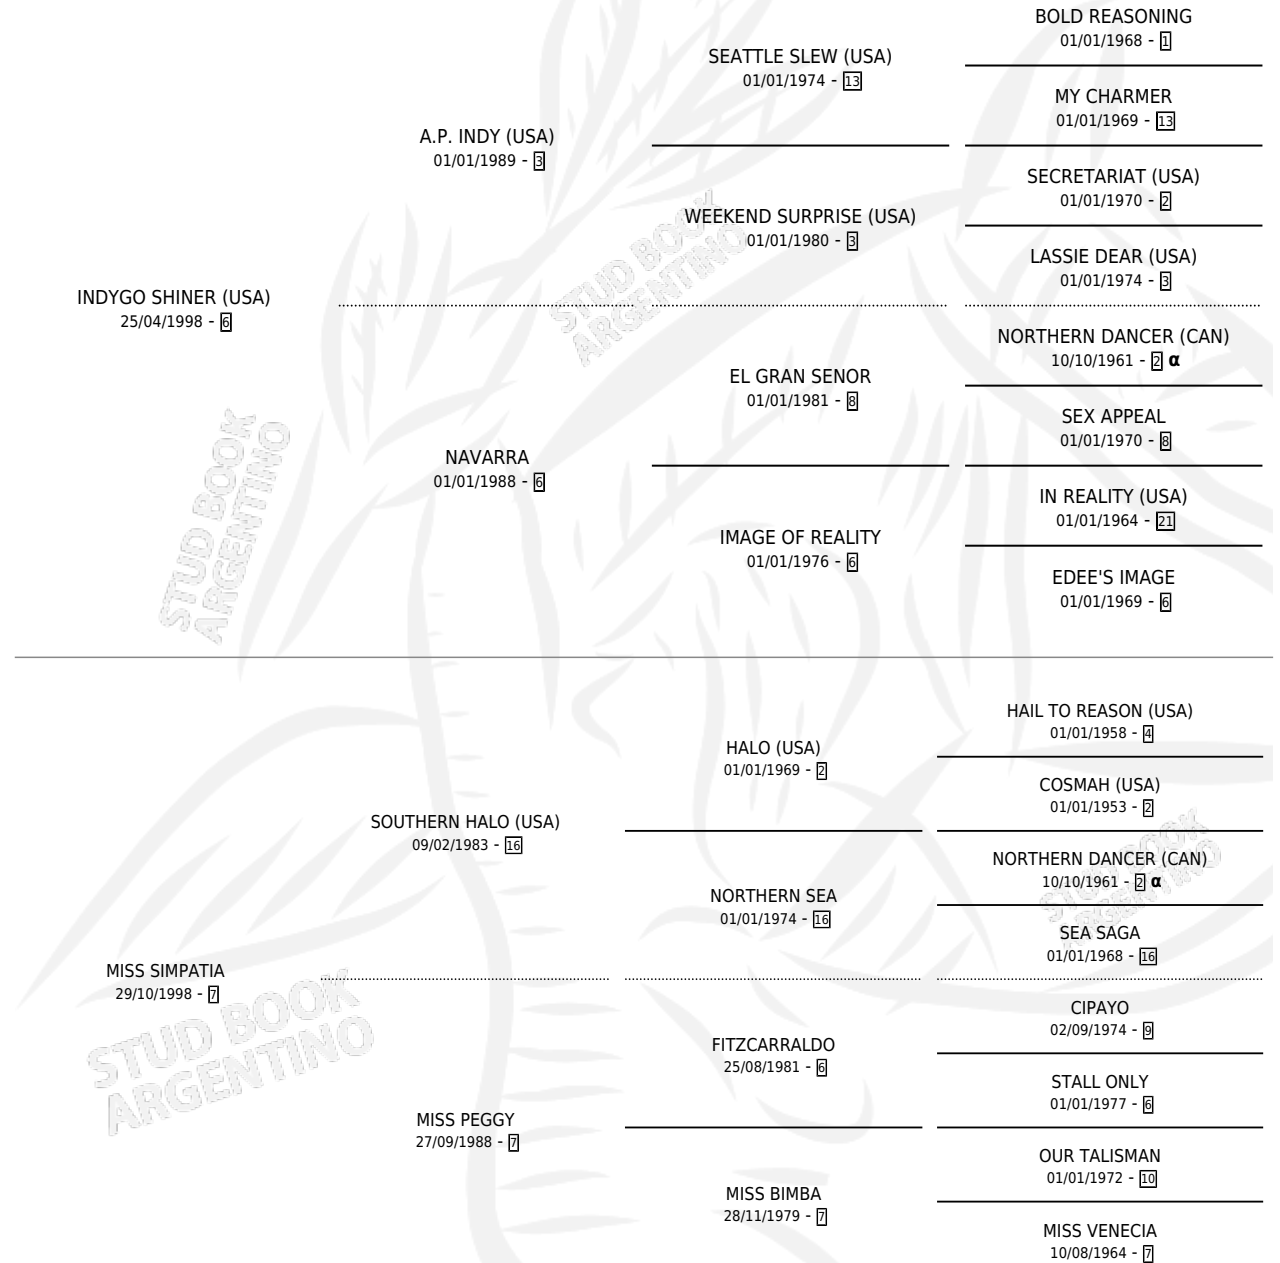 BOLD REASONING
01/01/1968 - 1
SEATTLE SLEW (USA)
01/01/1974 - 13
MY CHARMER
01/01/1969 - 13
A.P. INDY (USA)
01/01/1989 - 3
SECRETARIAT (USA)
01/01/1970 - 2
WEEKEND SURPRISE (USA)
01/01/1980 - 3
LASSIE DEAR (USA)
01/01/1974 - 3
INDYGO SHINER (USA)
25/04/1998 - 6
NORTHERN DANCER (CAN)
10/10/1961 - 2 α
EL GRAN SENOR
01/01/1981 - 8
SEX APPEAL
01/01/1970 - 8
NAVARRA
01/01/1988 - 6
IN REALITY (USA)
01/01/1964 - 21
IMAGE OF REALITY
01/01/1976 - 6
EDEE'S IMAGE
01/01/1969 - 6
HAIL TO REASON (USA)
01/01/1958 - 4
HALO (USA)
01/01/1969 - 2
COSMAH (USA)
01/01/1953 - 2
SOUTHERN HALO (USA)
09/02/1983 - 16
NORTHERN DANCER (CAN)
10/10/1961 - 2 α
NORTHERN SEA
01/01/1974 - 16
SEA SAGA
01/01/1968 - 16
MISS SIMPATIA
29/10/1998 - 7
CIPAYO
02/09/1974 - 9
FITZCARRALDO
25/08/1981 - 6
STALL ONLY
01/01/1977 - 6
MISS PEGGY
27/09/1988 - 7
OUR TALISMAN
01/01/1972 - 10
MISS BIMBA
28/11/1979 - 7
MISS VENECIA
10/08/1964 - 7
STUD BOOK
ARGENTINO
STUD BOOK
ARGENTINO
STUD BOOK
ARGENTINO
STUD BOOK
ARGENTINO